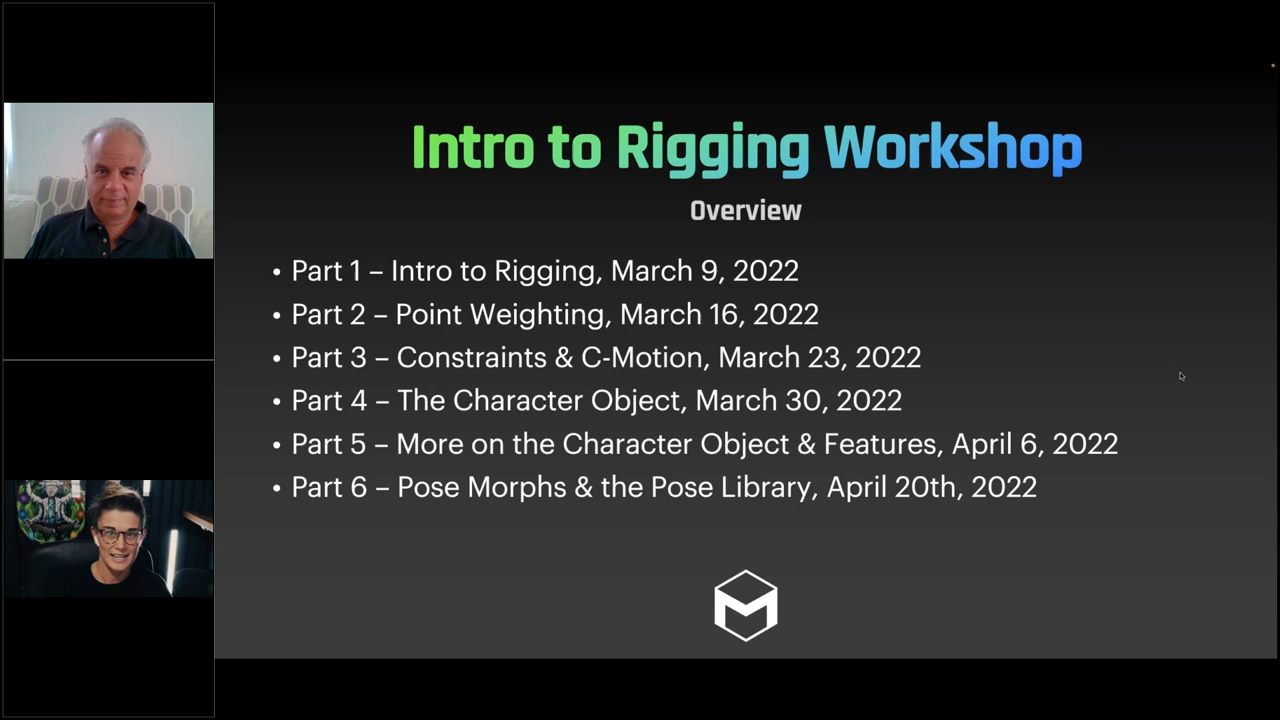 Intro to Rigging Workshop
Overview
• Part 1 – Intro to Rigging, March 9, 2022
• Part 2 – Point Weighting, March 16, 2022
• Part 3 – Constraints & C-Motion, March 23, 2022
• Part 4 – The Character Object, March 30, 2022
• Part 5 – More on the Character Object & Features, April 6, 2022
• Part 6 – Pose Morphs & the Pose Library, April 20th, 2022